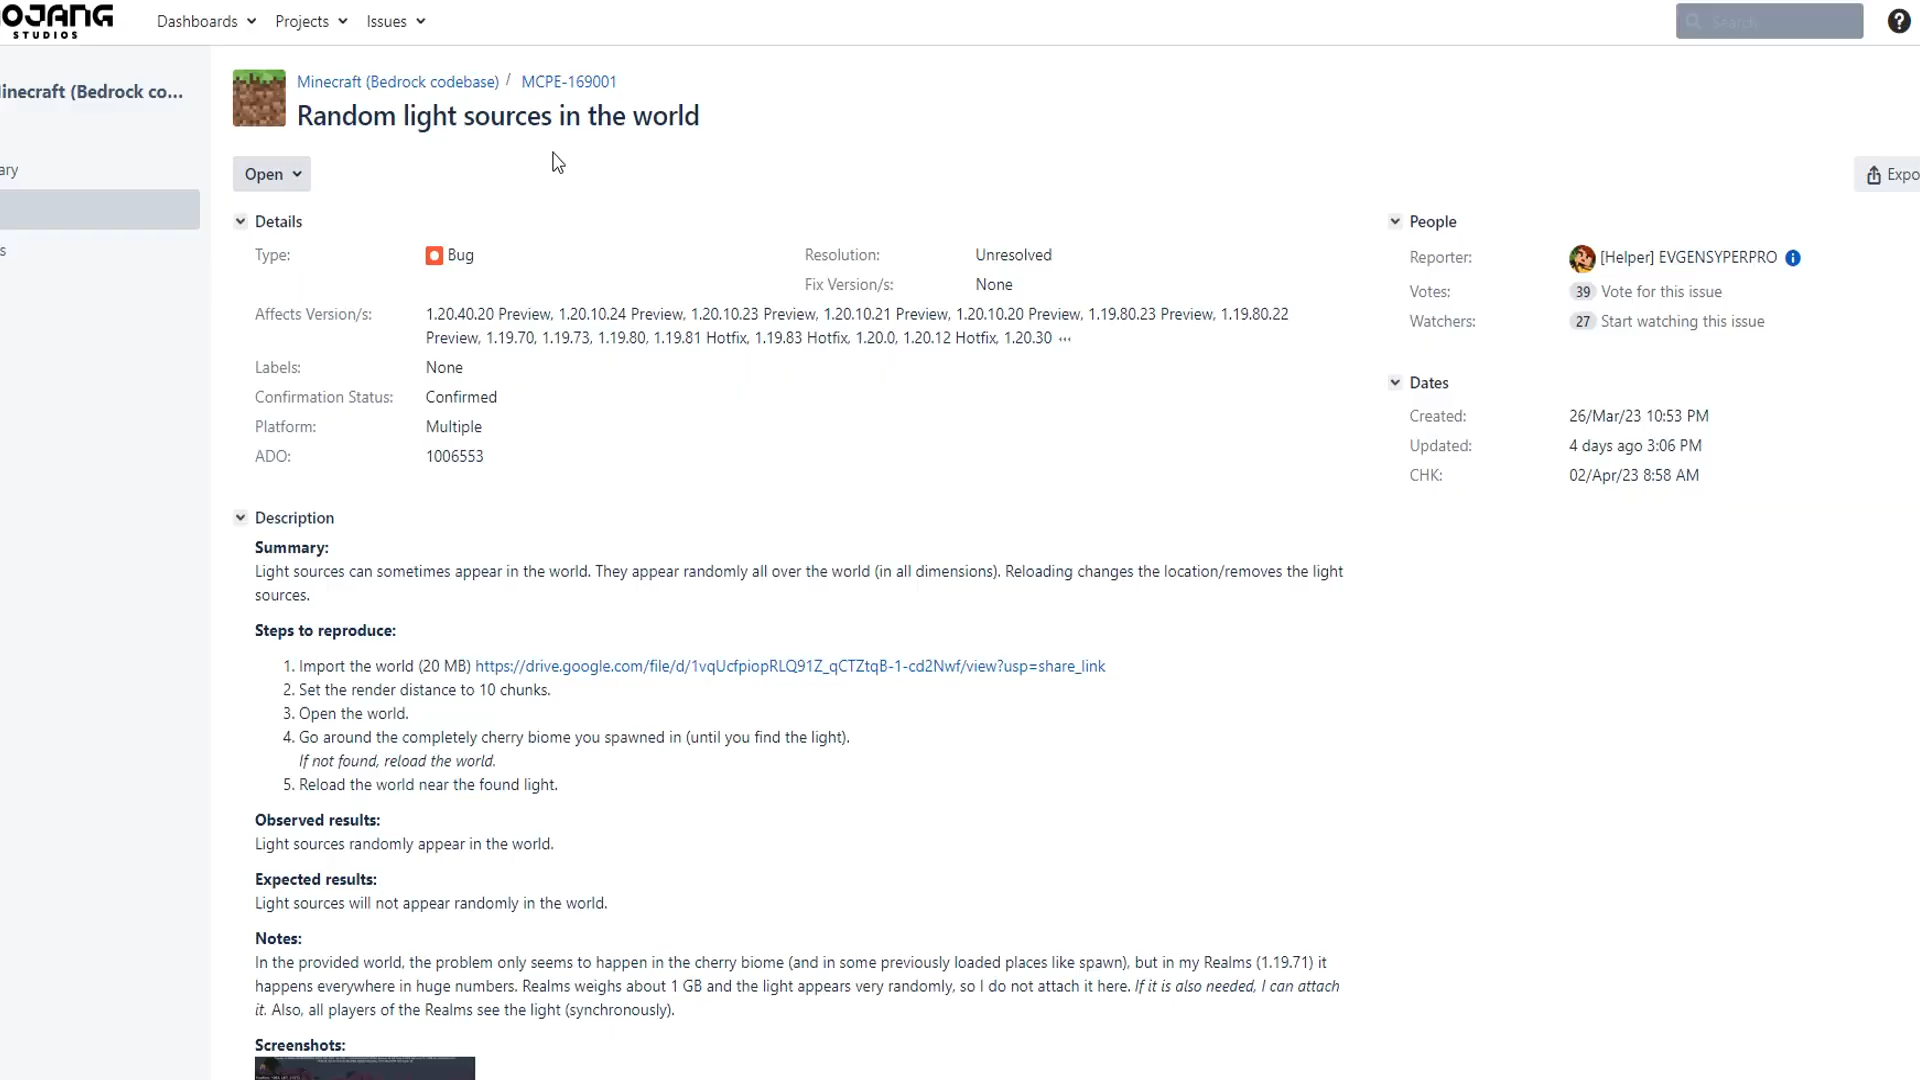 OJANG
STUDIOS
Dashboards
Projects
Issues
Search
?
inecraft (Bedrock co...
ary
s
Minecraft (Bedrock codebase) / MCPE-169001
Random light sources in the world
Open
Expo
Details
Type: Bug
Resolution: Unresolved
Fix Version/s: None
Affects Version/s: 1.20.40.20 Preview, 1.20.10.24 Preview, 1.20.10.23 Preview, 1.20.10.21 Preview, 1.20.10.20 Preview, 1.19.80.23 Preview, 1.19.80.22
Preview, 1.19.70, 1.19.73, 1.19.80, 1.19.81 Hotfix, 1.19.83 Hotfix, 1.20.0, 1.20.12 Hotfix, 1.20.30 ···
Labels: None
Confirmation Status: Confirmed
Platform: Multiple
ADO: 1006553
People
Reporter: [Helper] EVGENSYPERPRO
Votes: 39 Vote for this issue
Watchers: 27 Start watching this issue
Dates
Created: 26/Mar/23 10:53 PM
Updated: 4 days ago 3:06 PM
CHK: 02/Apr/23 8:58 AM
Description
Summary:
Light sources can sometimes appear in the world. They appear randomly all over the world (in all dimensions). Reloading changes the location/removes the light
sources.
Steps to reproduce:
1. Import the world (20 MB) https://drive.google.com/file/d/1vqUcfpiopRLQ91Z_qCTZtqB-1-cd2Nwf/view?usp=share_link
2. Set the render distance to 10 chunks.
3. Open the world.
4. Go around the completely cherry biome you spawned in (until you find the light).
If not found, reload the world.
5. Reload the world near the found light.
Observed results:
Light sources randomly appear in the world.
Expected results:
Light sources will not appear randomly in the world.
Notes:
In the provided world, the problem only seems to happen in the cherry biome (and in some previously loaded places like spawn), but in my Realms (1.19.71) it
happens everywhere in huge numbers. Realms weighs about 1 GB and the light appears very randomly, so I do not attach it here. If it is also needed, I can attach
it. Also, all players of the Realms see the light (synchronously).
Screenshots: